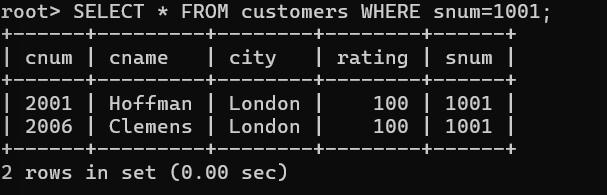 root> SELECT * FROM customers WHERE snum=1001;
+------+---------+--------+--------+------+
| cnum | cname   | city   | rating | snum |
+------+---------+--------+--------+------+
| 2001 | Hoffman | London |    100 | 1001 |
| 2006 | Clemens | London |    100 | 1001 |
+------+---------+--------+--------+------+
2 rows in set (0.00 sec)